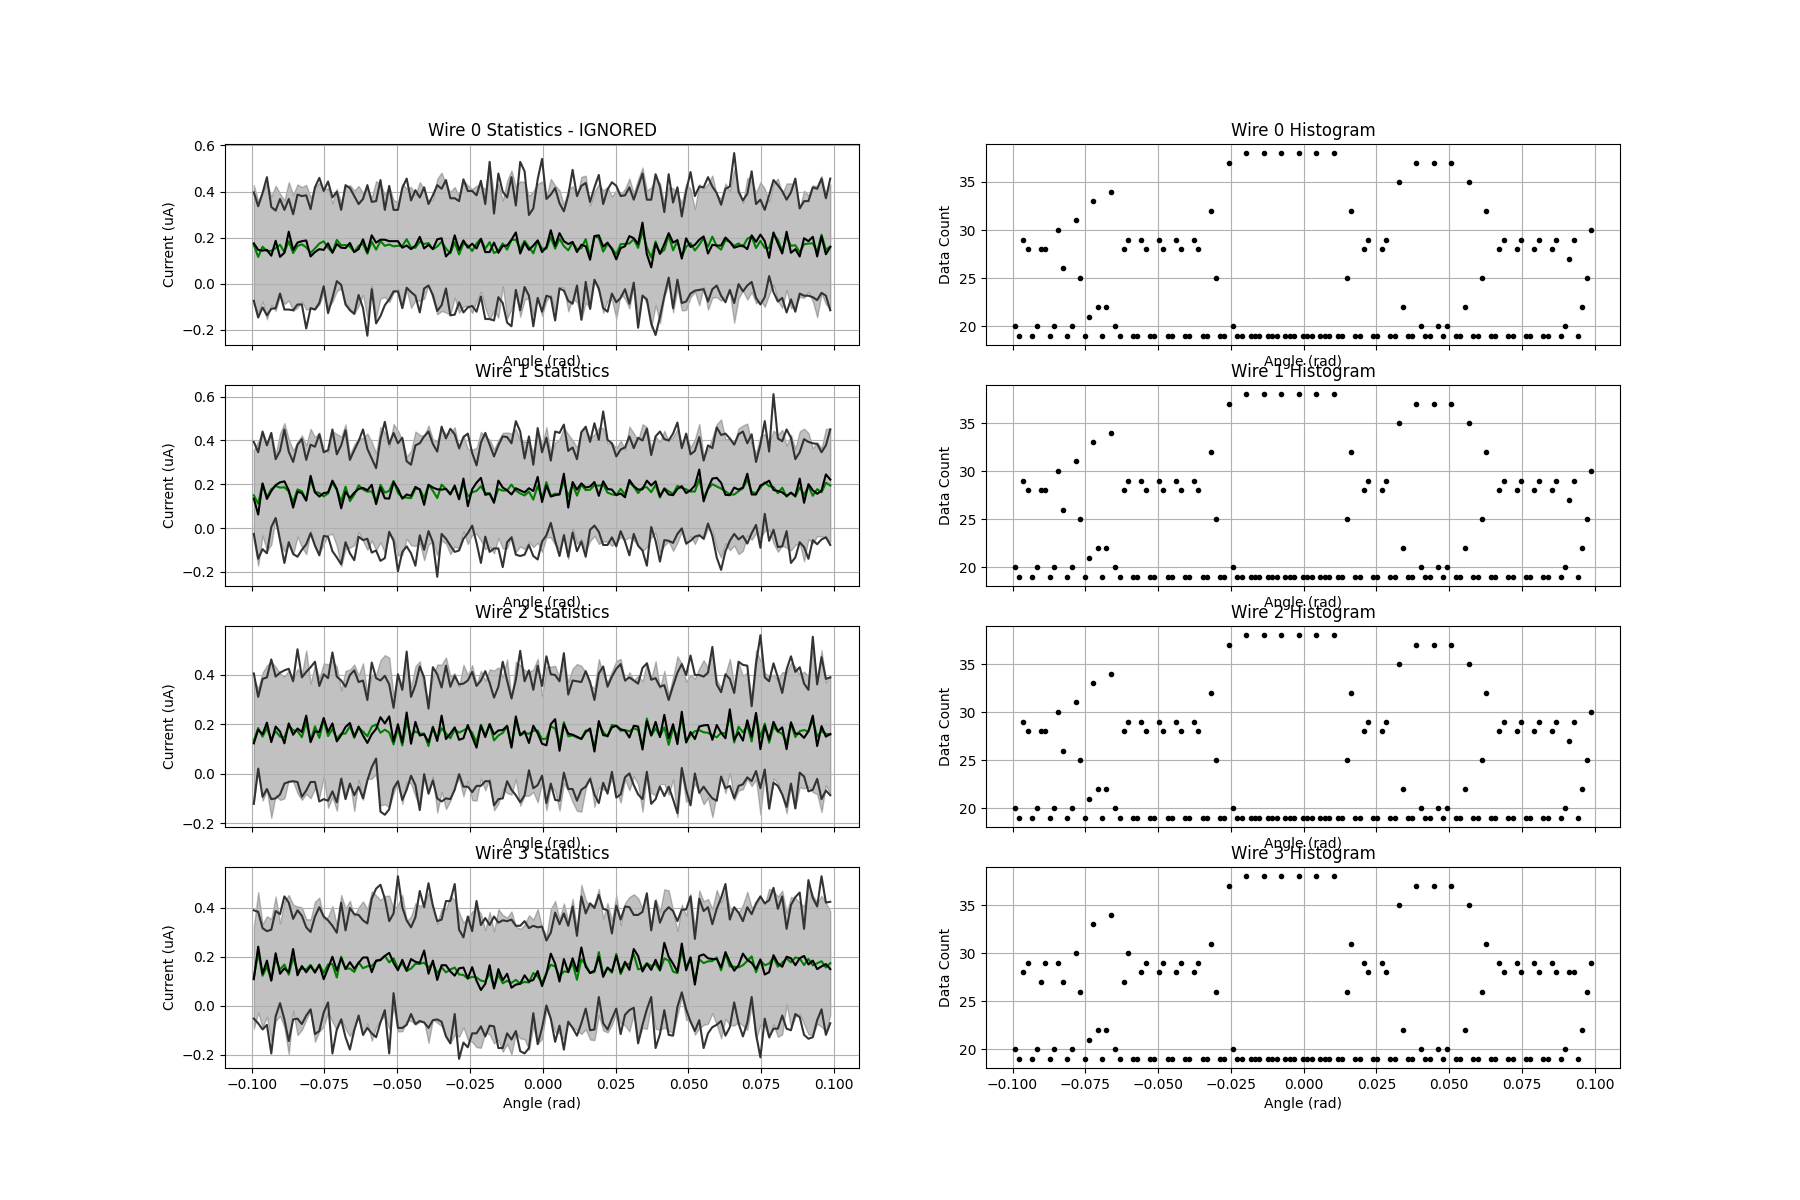 Wire 0 Statistics - IGNORED
Current (uA)
0.6
0.4
0.2
0.0
−0.2
Angle (rad)
Wire 0 Histogram
Data Count
35
30
25
20
Angle (rad)
Wire 1 Statistics
Current (uA)
0.6
0.4
0.2
0.0
−0.2
Angle (rad)
Wire 1 Histogram
Data Count
35
30
25
20
Angle (rad)
Wire 2 Statistics
Current (uA)
0.4
0.2
0.0
−0.2
Angle (rad)
Wire 2 Histogram
Data Count
35
30
25
20
Angle (rad)
Wire 3 Statistics
Current (uA)
0.4
0.2
0.0
−0.2
−0.100 −0.075 −0.050 −0.025 0.000 0.025 0.050 0.075 0.100
Angle (rad)
Wire 3 Histogram
Data Count
35
30
25
20
−0.100 −0.075 −0.050 −0.025 0.000 0.025 0.050 0.075 0.100
Angle (rad)